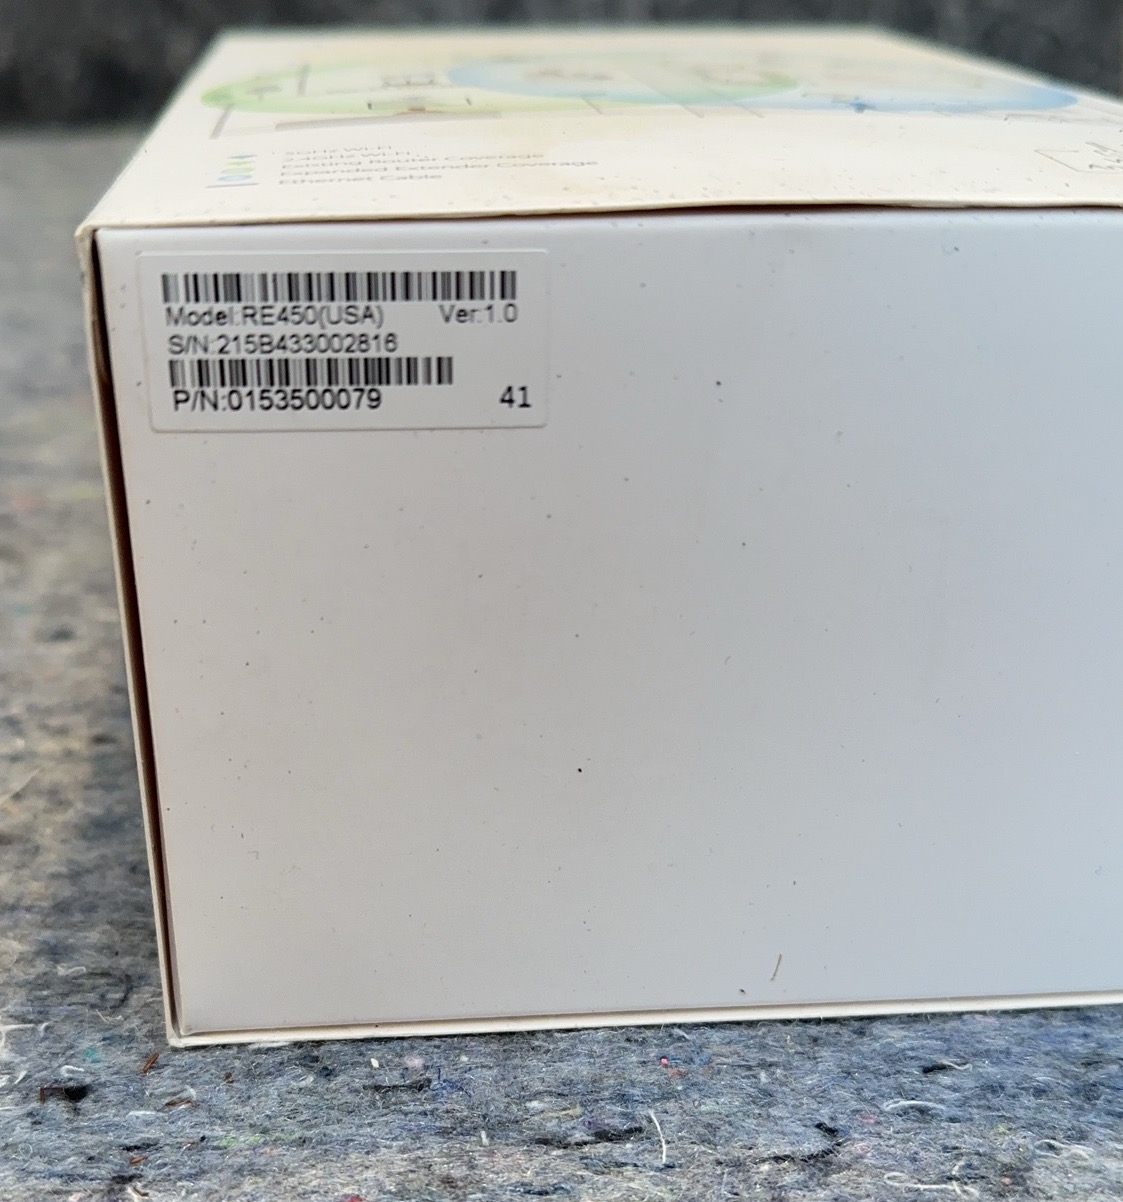 5GHz Wi-Fi
2.4GHz Wi-Fi
Existing Router Coverage
Expanded Extender Coverage
Ethernet Cable
Model:RE450(USA) Ver:1.0
S/N:215B433002816
P/N:0153500079 41